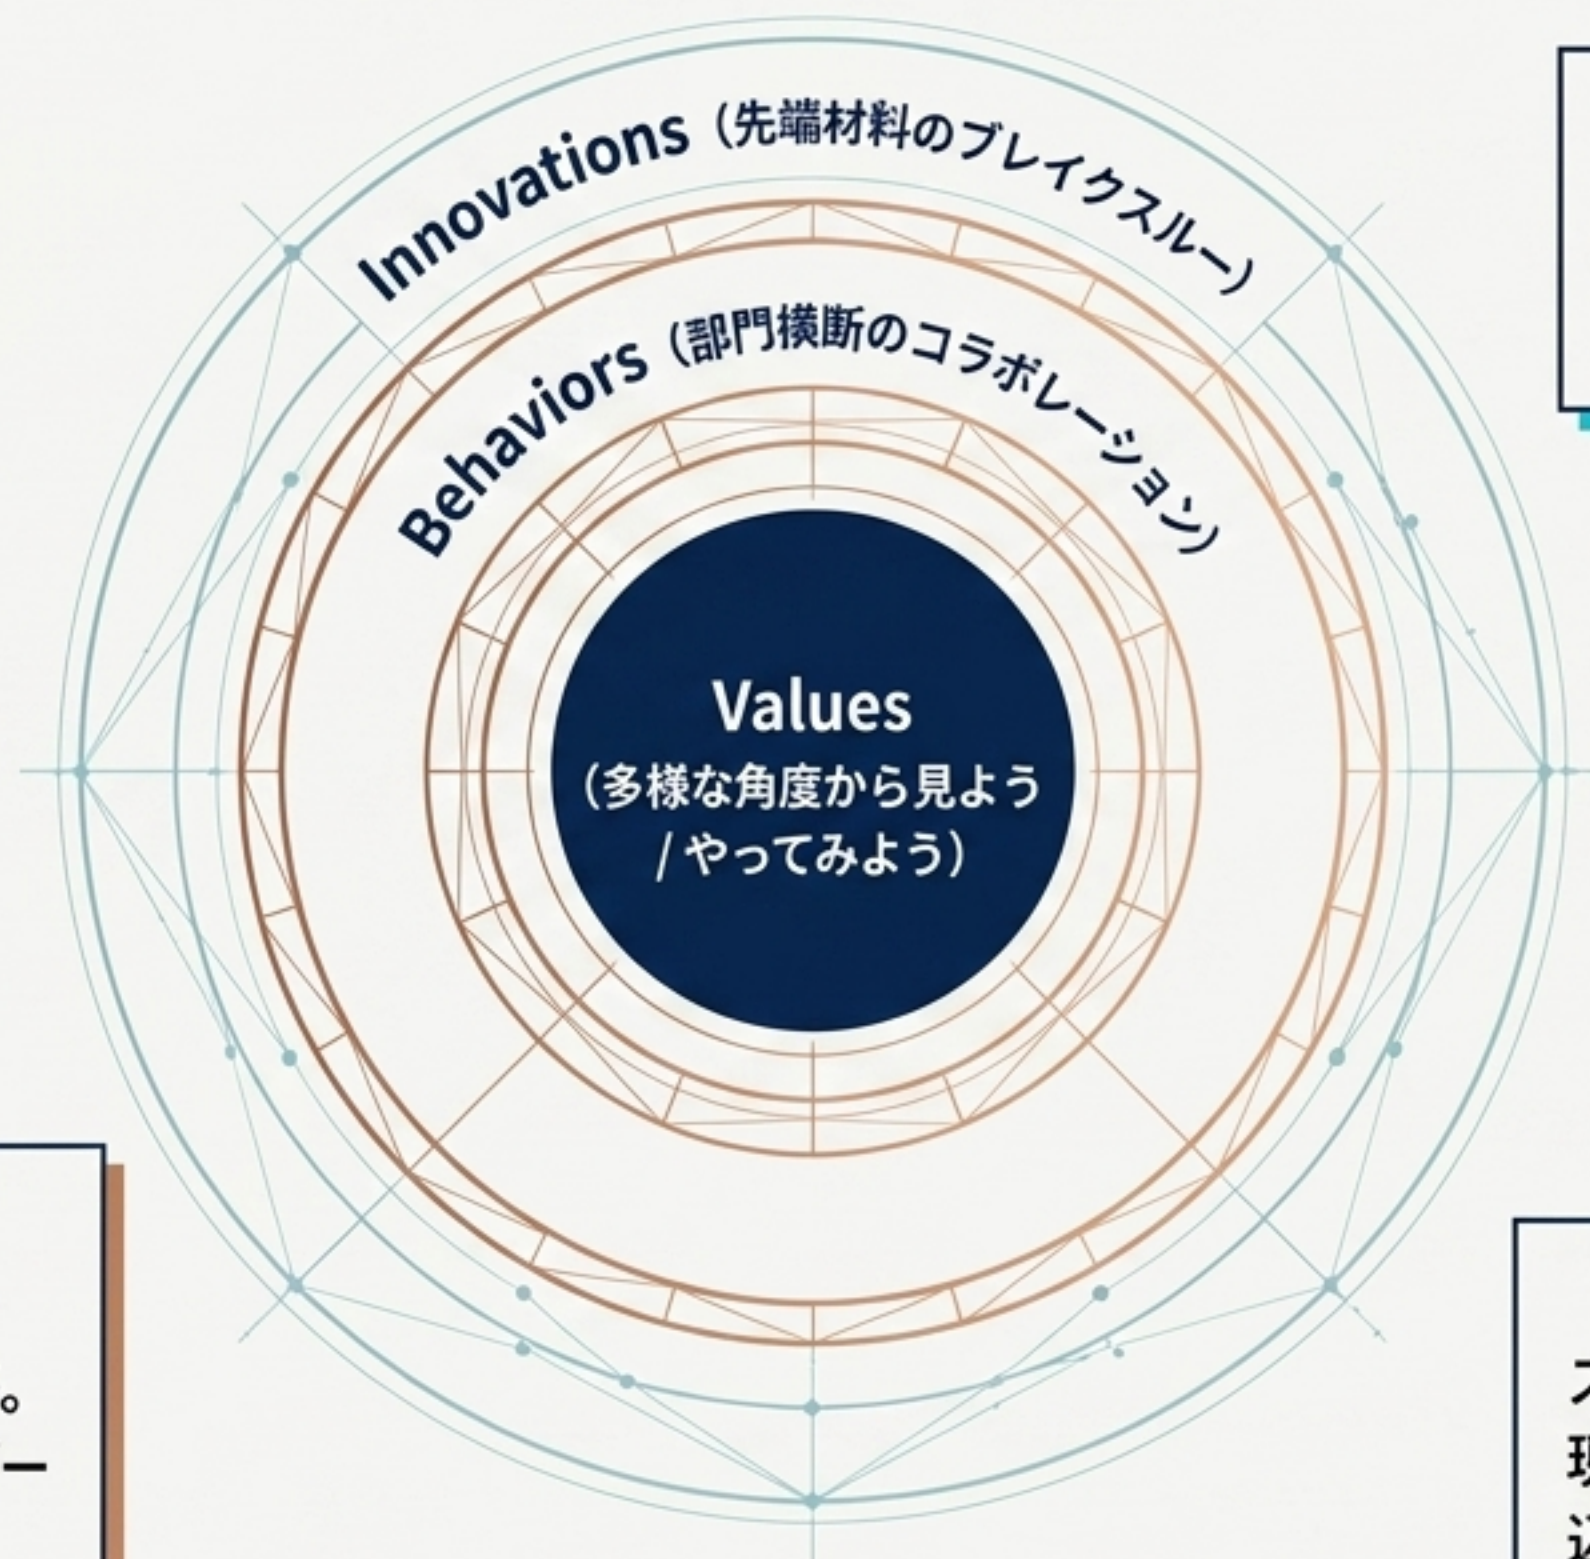 Innovations（先端材料のブレイクスルー）
Behaviors（部門横断のコラボレーション）
Values
（多様な角度から見よう
/ やってみよう）
。
ー